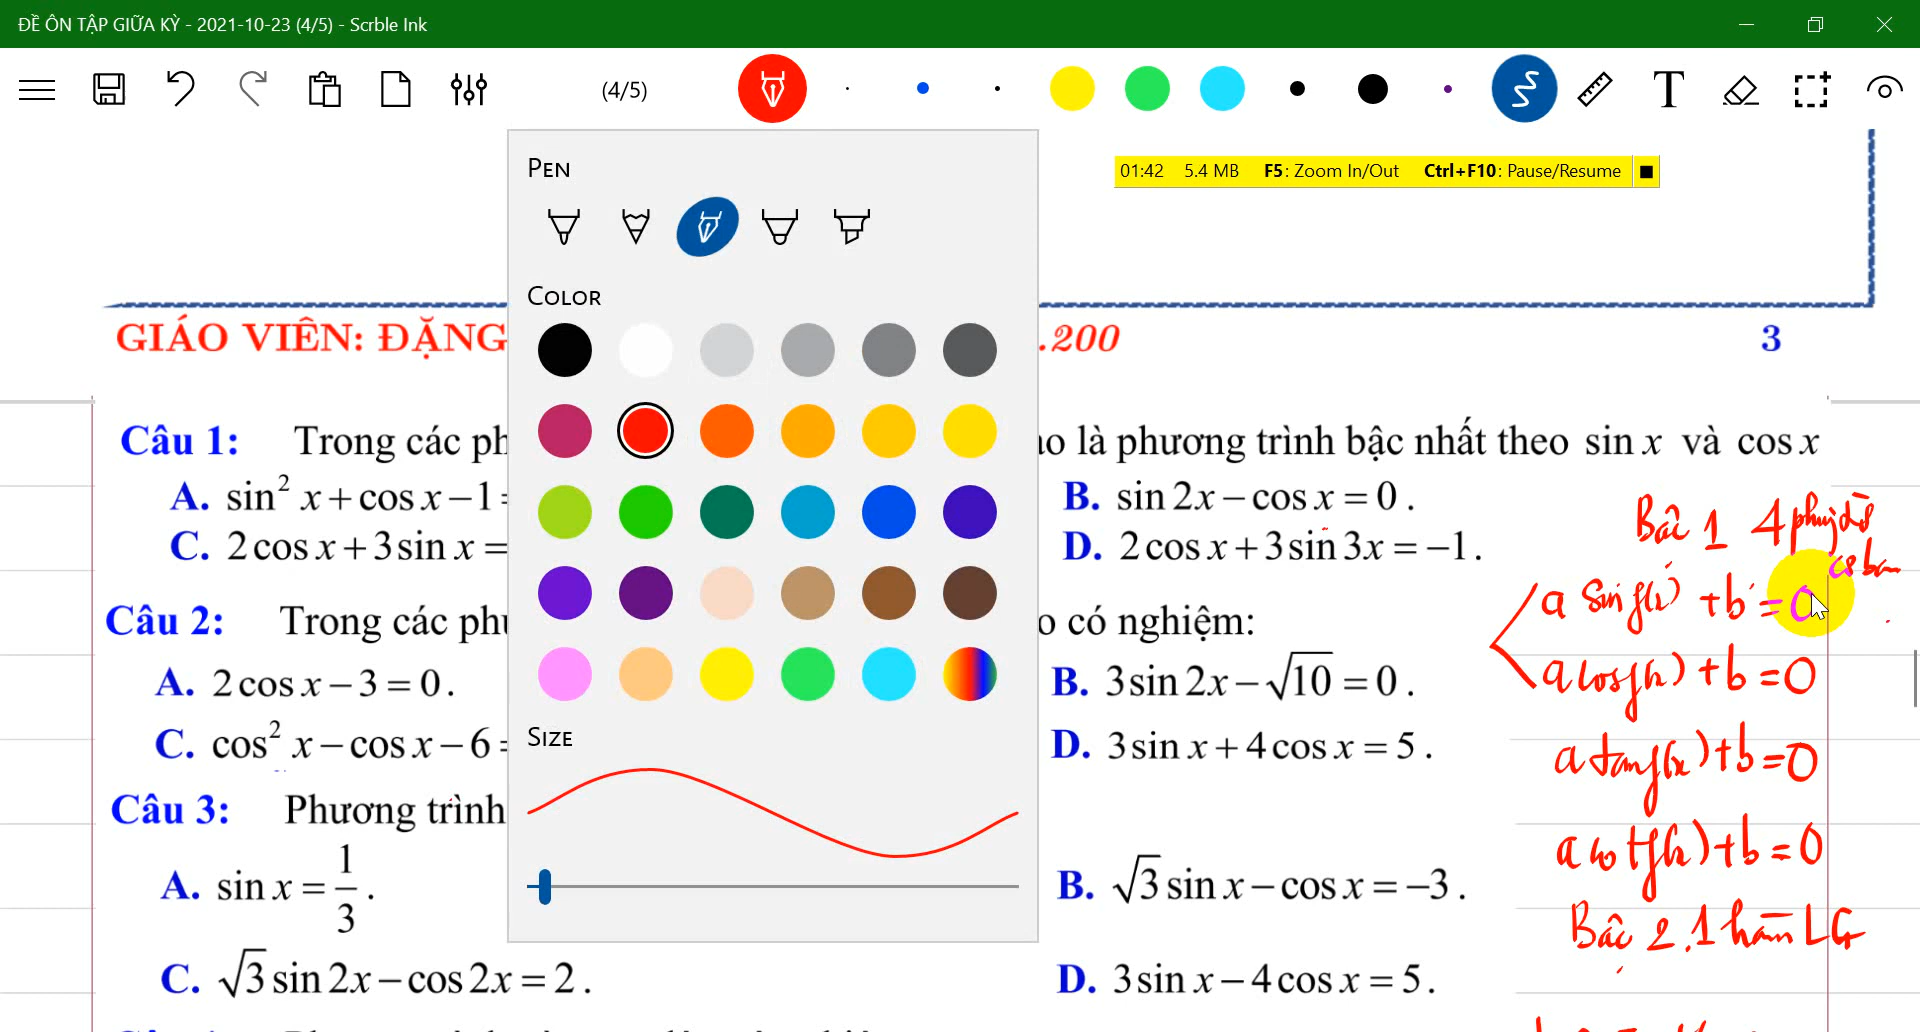 ĐỀ ÔN TẬP GIỮA KỲ - 2021-10-23 (4/5) - Scrble Ink
(4/5)
T
01:42 5.4 MB F5: Zoom In/Out Ctrl+F10: Pause/Resume
PEN
COLOR
SIZE
GIÁO VIÊN: ĐẶNG .200 3
Câu 1: Trong các ph ao là phương trình bậc nhất theo sin x và cos x
A. sin² x + cos x − 1 =
B. sin 2x − cos x = 0 .
C. 2 cos x + 3 sin x =
D. 2 cos x + 3 sin 3x = −1 .
Câu 2: Trong các phư o có nghiệm:
A. 2 cos x − 3 = 0 .
B. 3 sin 2x − √10 = 0 .
C. cos² x − cos x − 6 =
D. 3 sin x + 4 cos x = 5 .
Câu 3: Phương trình
A. sin x = 1/3 .
B. √3 sin x − cos x = −3 .
C. √3 sin 2x − cos 2x = 2 .
D. 3 sin x − 4 cos x = 5 .
Bậc 1 4
a sin f(x) + b = 0
a cos f(x) + b = 0
a tan f(x) + b = 0
a cot f(x) + b = 0
Bậc 2. 1 hàm LG